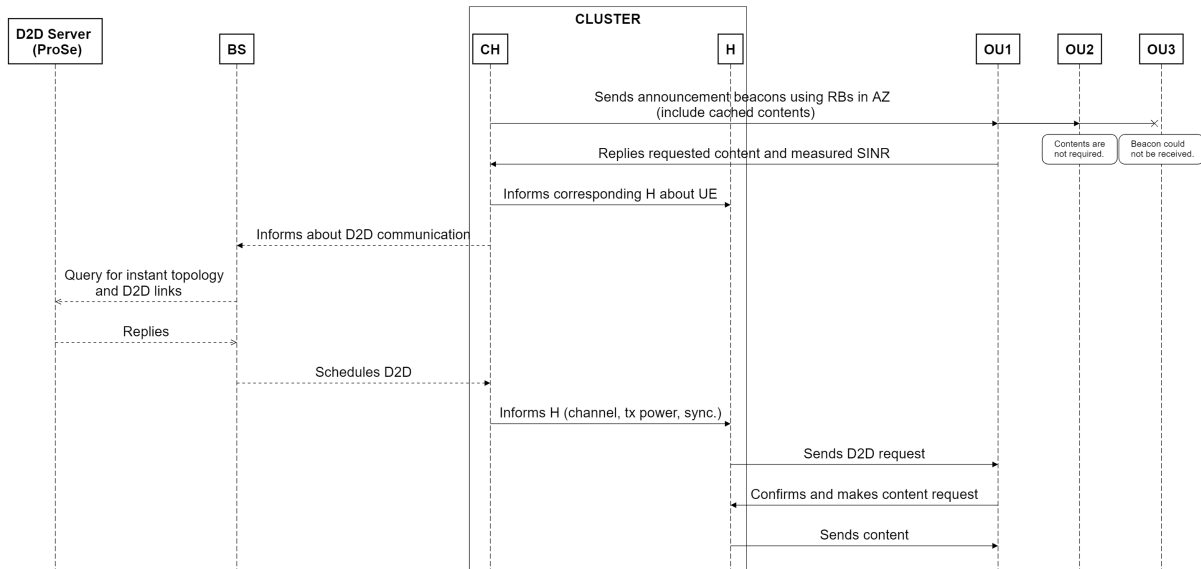 CLUSTER
D2D Server
(ProSe)
BS
CH
H
OU1
OU2
OU3
Sends announcement beacons using RBs in AZ
(include cached contents)
Contents are
not required.
Beacon could
not be received.
Replies requested content and measured SINR
Informs corresponding H about UE
Informs about D2D communication
Query for instant topology
and D2D links
Replies
Schedules D2D
Informs H (channel, tx power, sync.)
Sends D2D request
Confirms and makes content request
Sends content